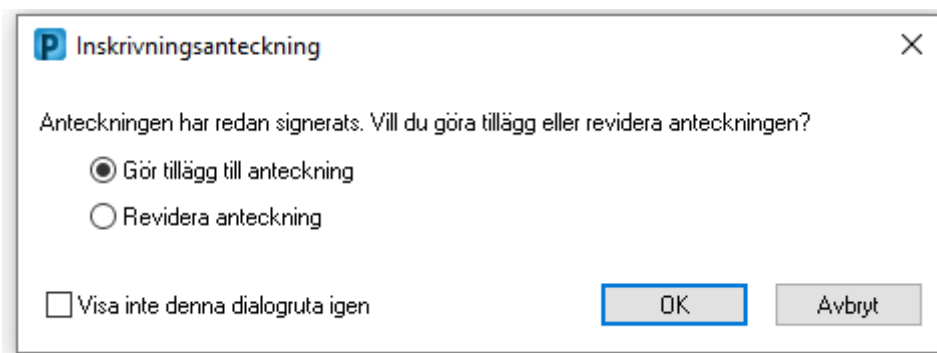 P Inskrivningsanteckning
Anteckningen har redan signerats. Vill du göra tillägg eller revidera anteckningen?
Gör tillägg till anteckning
Revidera anteckning
Visa inte denna dialogruta igen OK Avbryt